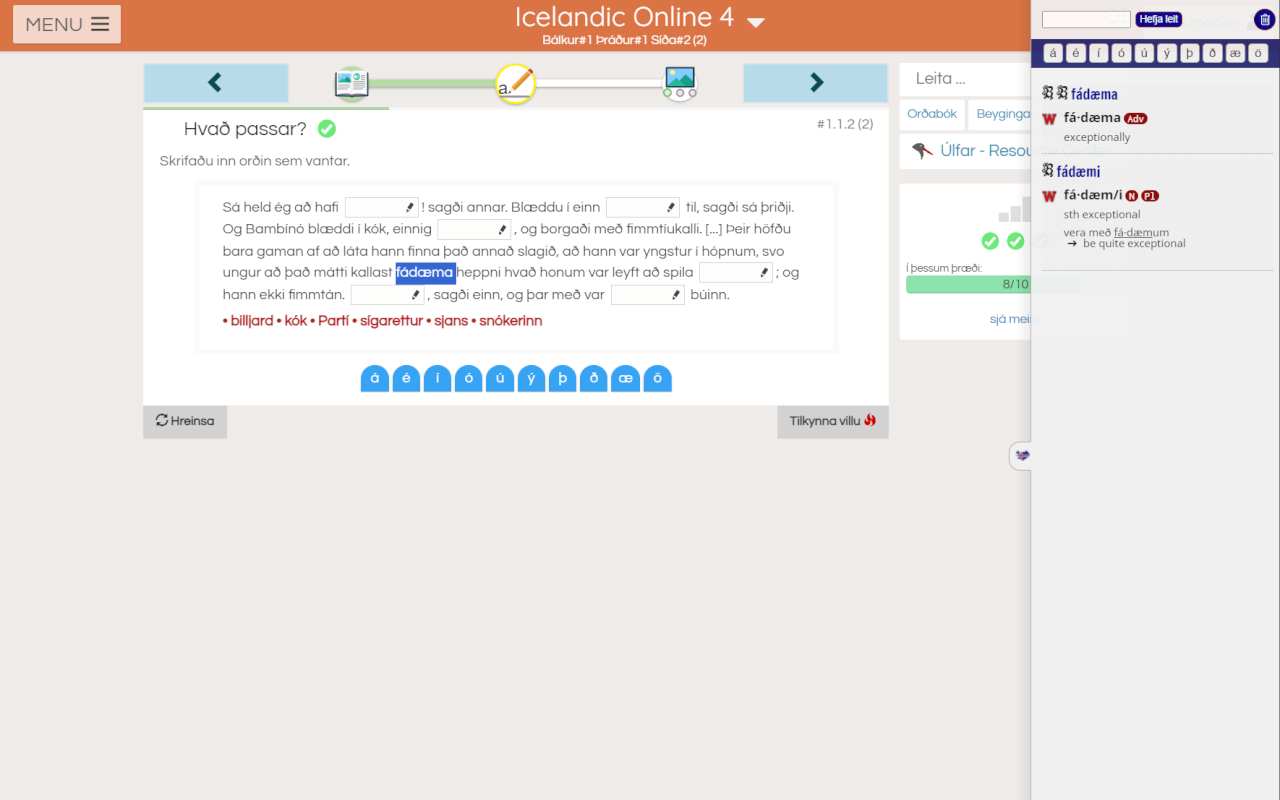 MENU
Icelandic Online 4
Bálkur#1 Þráður#1 Síða#2 (2)
a.
Hvað passar?
#1.1.2 (2)
Skrifaðu inn orðin sem vantar.
Sá held ég að hafi ! sagði annar. Blæddu í einn til, sagði sá þriðji.
Og Bambínó blæddi í kók, einnig , og borgaði með fimmtíukalli. [...] Þeir höfðu
bara gaman af að láta hann finna það annað slagið, að hann var yngstur í hópnum, svo
ungur að það mátti kallast fádæma heppni hvað honum var leyft að spila ; og
hann ekki fimmtán. , sagði einn, og þar með var búinn.
• billjard • kók • Partí • sígarettur • sjans • snókerinn
á é í ó ú ý þ ð æ ö
Hreinsa
Tilkynna villu
Leita ...
Orðabók
Beyginga
Úlfar - Resou
Í þessum þræði:
8/10
sjá mei
Hefja leit
á é í ó ú ý þ ð æ ö
fádæma
fá·dæma Adv
exceptionally
fádæmi
fá·dæm/i N Pl
sth exceptional
vera með fá·dæmum
➔ be quite exceptional